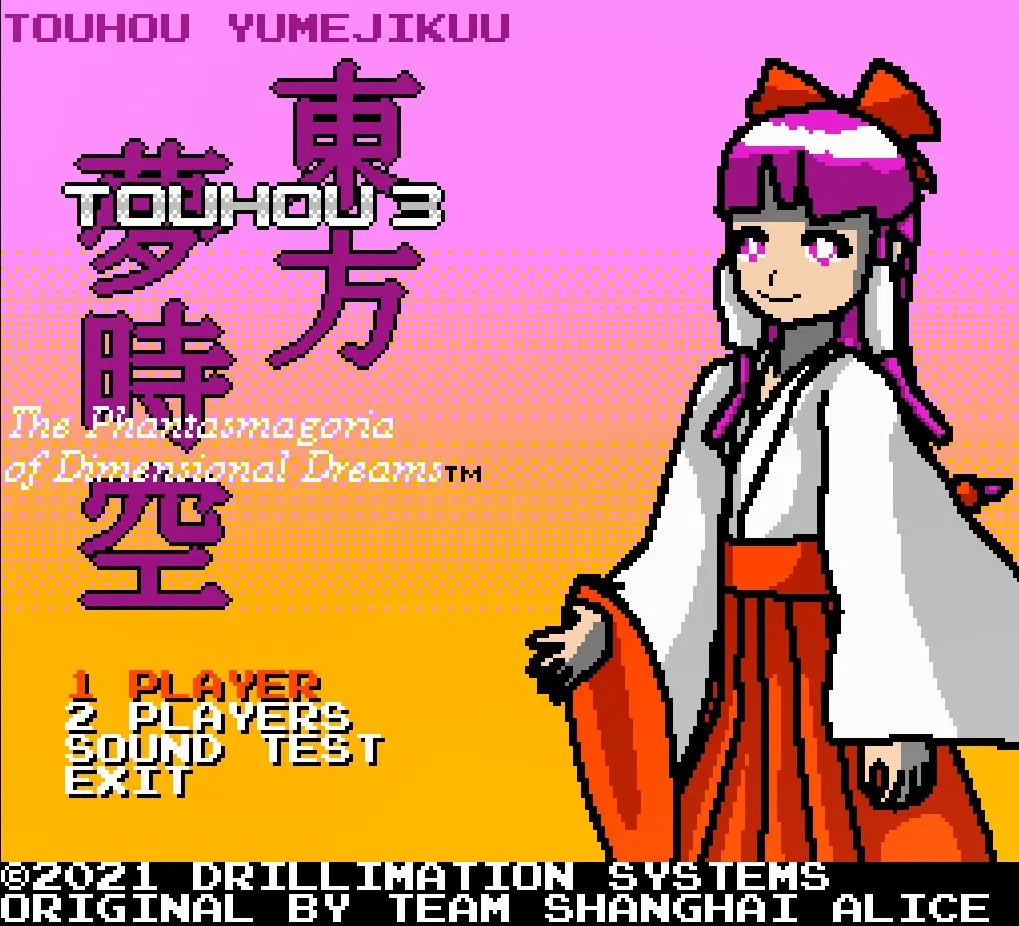 TOUHOU YUMEJIKUU
東方
夢時空
TOUHOU 3
The Phantasmagoria
of Dimensional Dreams™
1 PLAYER
2 PLAYERS
SOUND TEST
EXIT
©2021 DRILLIMATION SYSTEMS
ORIGINAL BY TEAM SHANGHAI ALICE